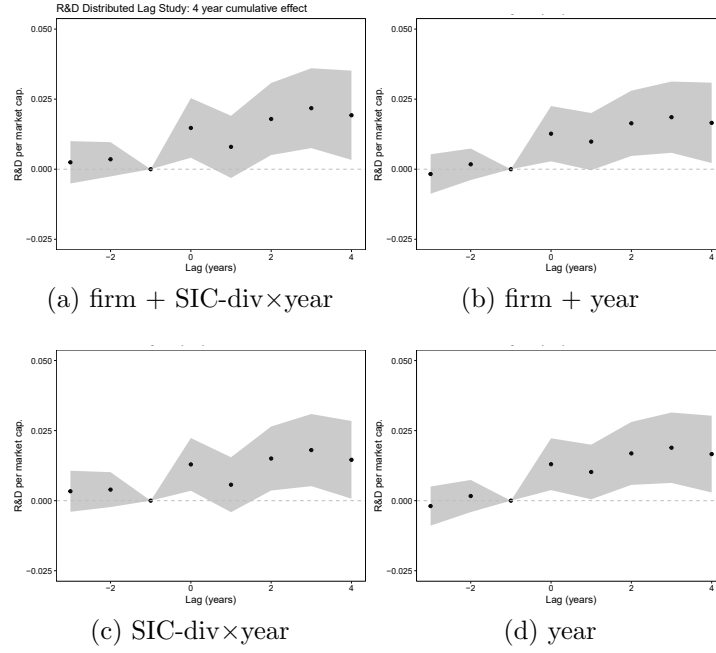 R&D Distributed Lag Study: 4 year cumulative effect
R&D per market cap.
0.050
0.025
0.000
−0.025
−2
0
2
4
Lag (years)
(a) firm + SIC-div×year
R&D per market cap.
0.050
0.025
0.000
−0.025
−2
0
2
4
Lag (years)
(b) firm + year
R&D per market cap.
0.050
0.025
0.000
−0.025
−2
0
2
4
Lag (years)
(c) SIC-div×year
R&D per market cap.
0.050
0.025
0.000
−0.025
−2
0
2
4
Lag (years)
(d) year